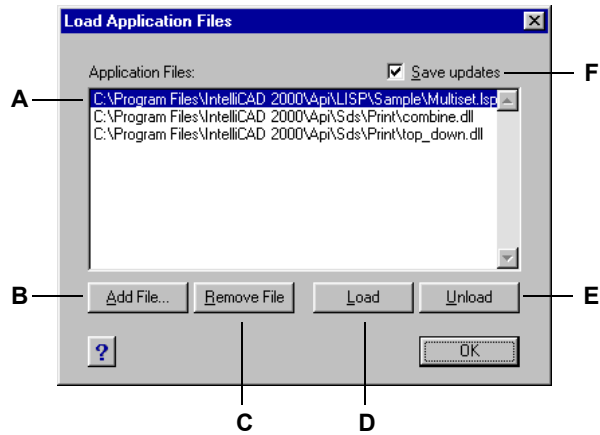 Load Application Files
Application Files: Save updates F
A C:\Program Files\IntelliCAD 2000\Api\LISP\Sample\Multiset.lsp
C:\Program Files\IntelliCAD 2000\Api\Sds\Print\combine.dll
C:\Program Files\IntelliCAD 2000\Api\Sds\Print\top_down.dll
B Add File... Remove File Load Unload E
? OK
C D